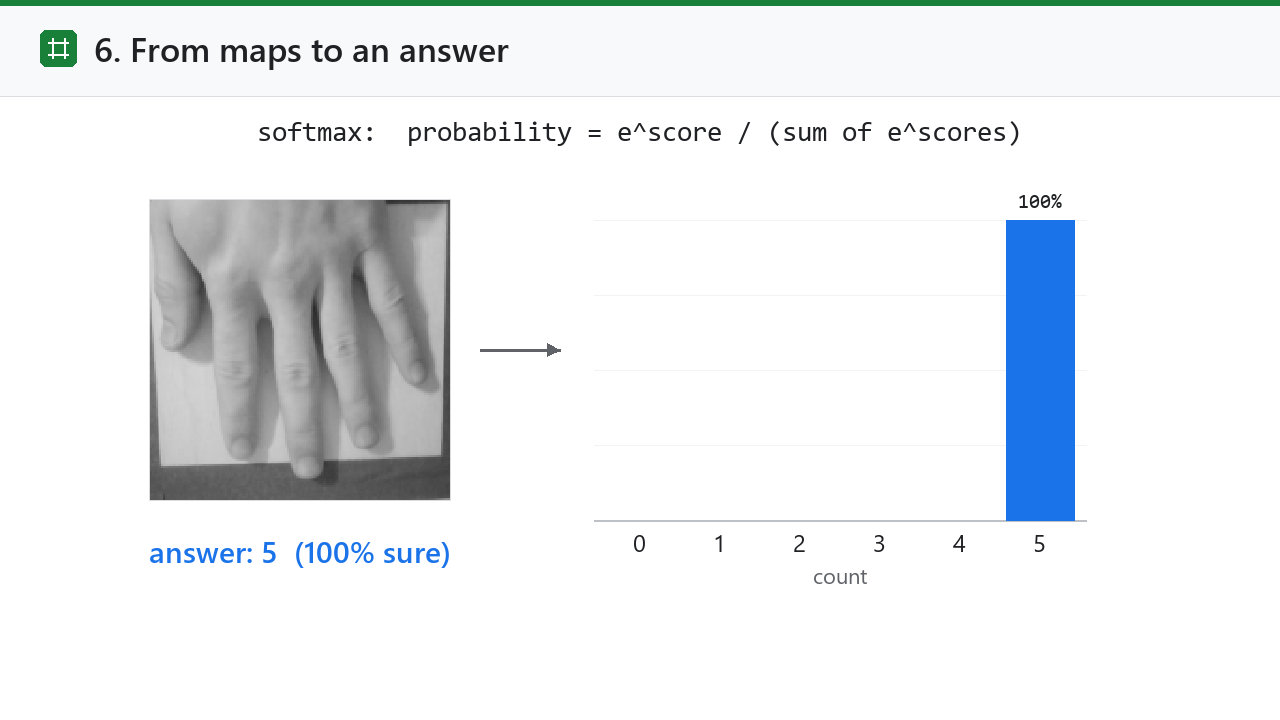 6. From maps to an answer
softmax:  probability = e^score / (sum of e^scores)
100%
0 1 2 3 4 5
count
answer: 5  (100% sure)